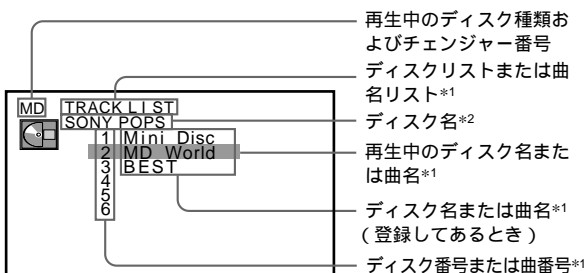 再生中のディスク種類お
よびチェンジャー番号
ディスクリストまたは曲
名リスト*1
ディスク名*2
再生中のディスク名また
は曲名*1
ディスク名または曲名*1
(登録してあるとき)
ディスク番号または曲番号*1
MD TRACK LIST
SONY POPS
1 Mini Disc
2 MD World
3 BEST
4
5
6